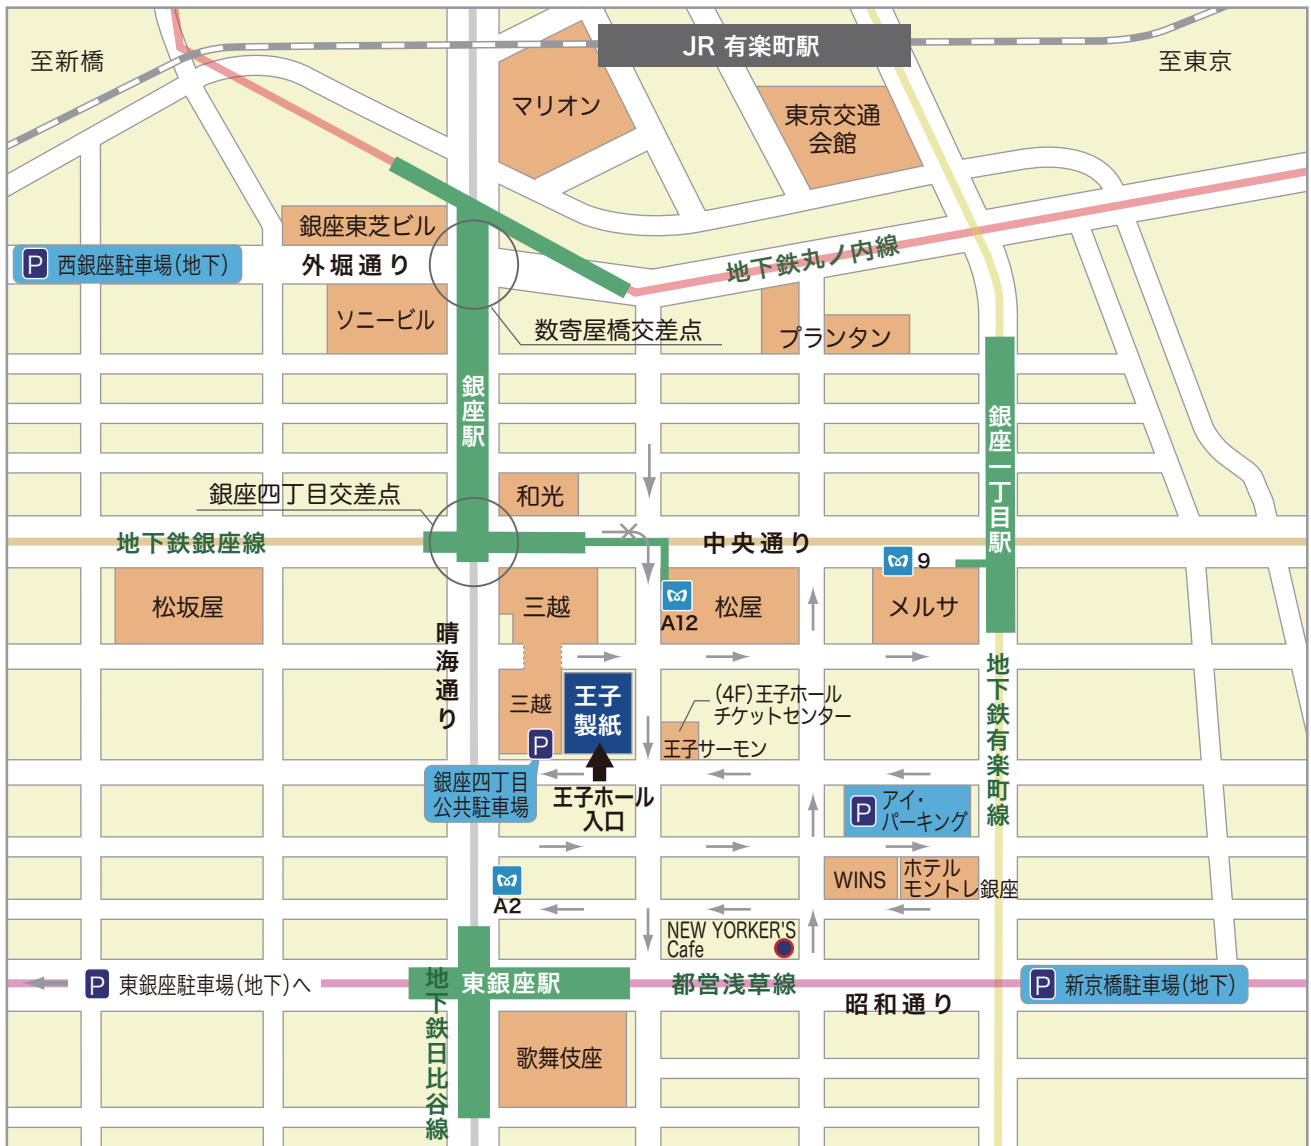 JR 有楽町駅
至新橋
至東京
マリオン
東京交通
会館
銀座東芝ビル
P 西銀座駐車場(地下)
外堀通り
地下鉄丸ノ内線
ソニービル
数寄屋橋交差点
プランタン
銀座駅
銀座一丁目駅
銀座四丁目交差点
和光
地下鉄銀座線
中央通り
9
松坂屋
三越
A12
松屋
メルサ
晴海通り
三越
王子
製紙
(4F)王子ホール
チケットセンター
王子サーモン
地下鉄有楽町線
P
銀座四丁目
公共駐車場
王子ホール
入口
P アイ・
パーキング
A2
WINS
ホテル
モントレ銀座
NEW YORKER'S
Cafe
P 東銀座駐車場(地下)へ
東銀座駅
都営浅草線
昭和通り
P 新京橋駐車場(地下)
地下鉄日比谷線
歌舞伎座